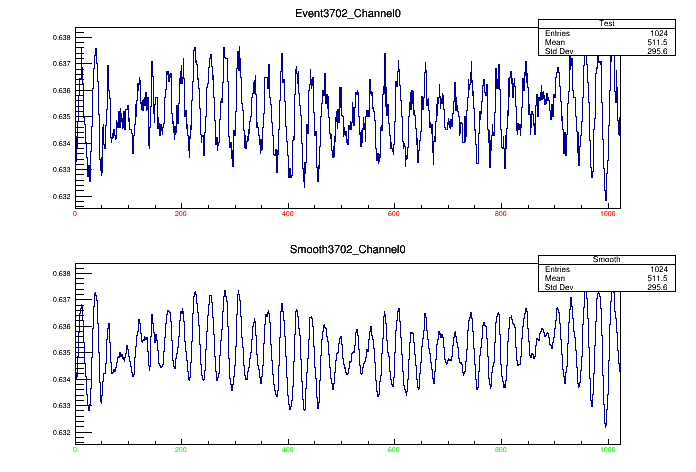 Event3702_Channel0
Test
Entries 1024
Mean 511.5
Std Dev 295.6
0.638
0.637
0.636
0.635
0.634
0.633
0.632
0 200 400 600 800 1000
Smooth3702_Channel0
Smooth
Entries 1024
Mean 511.5
Std Dev 295.6
0.638
0.637
0.636
0.635
0.634
0.633
0.632
0 200 400 600 800 1000